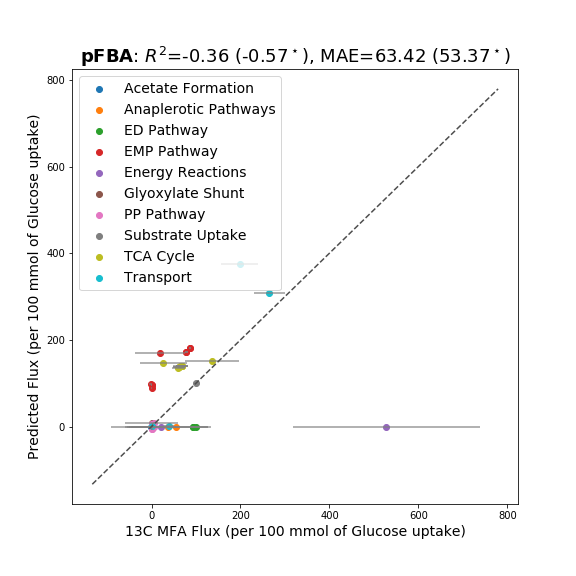 pFBA: R²=-0.36 (-0.57⋆), MAE=63.42 (53.37⋆)
800
600
400
200
0
Predicted Flux (per 100 mmol of Glucose uptake)
Acetate Formation
Anaplerotic Pathways
ED Pathway
EMP Pathway
Energy Reactions
Glyoxylate Shunt
PP Pathway
Substrate Uptake
TCA Cycle
Transport
0 200 400 600 800
13C MFA Flux (per 100 mmol of Glucose uptake)